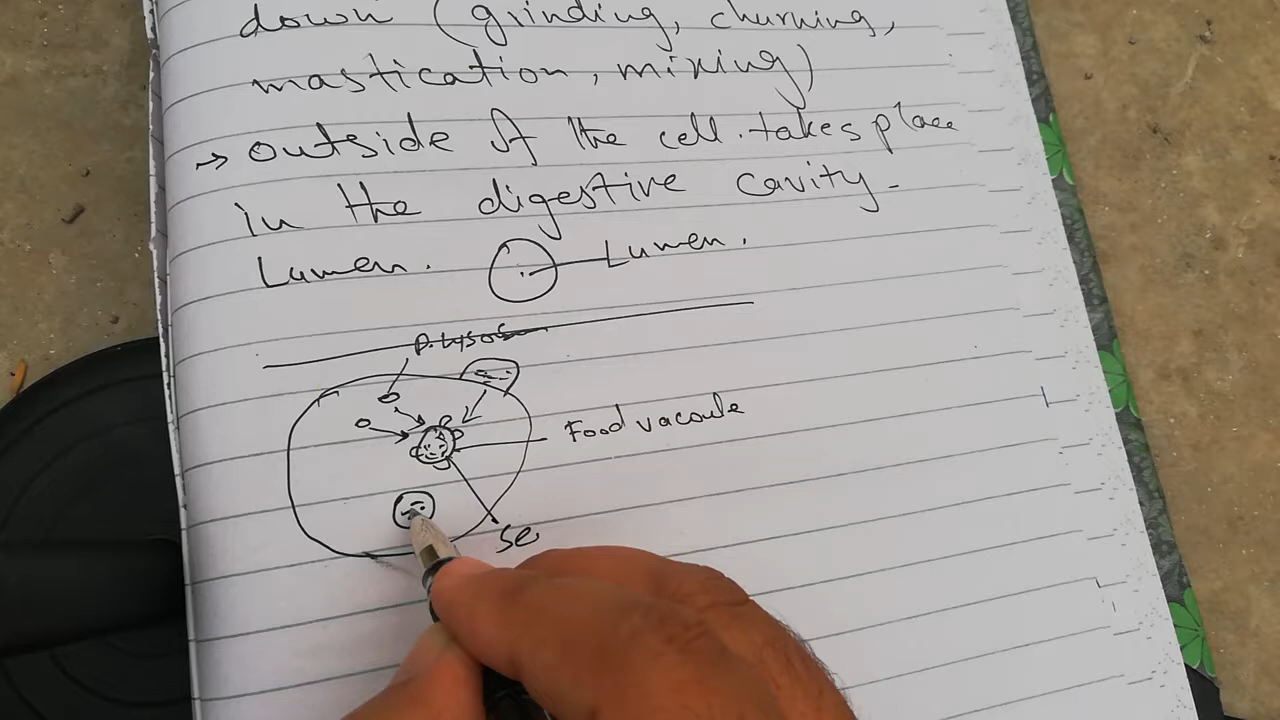 down (grinding, churning,
mastication, mixing)
→ outside of the cell. takes place
in the digestive cavity-
Lumen. Lumen.
P. Lysos
Food vacoule
Se